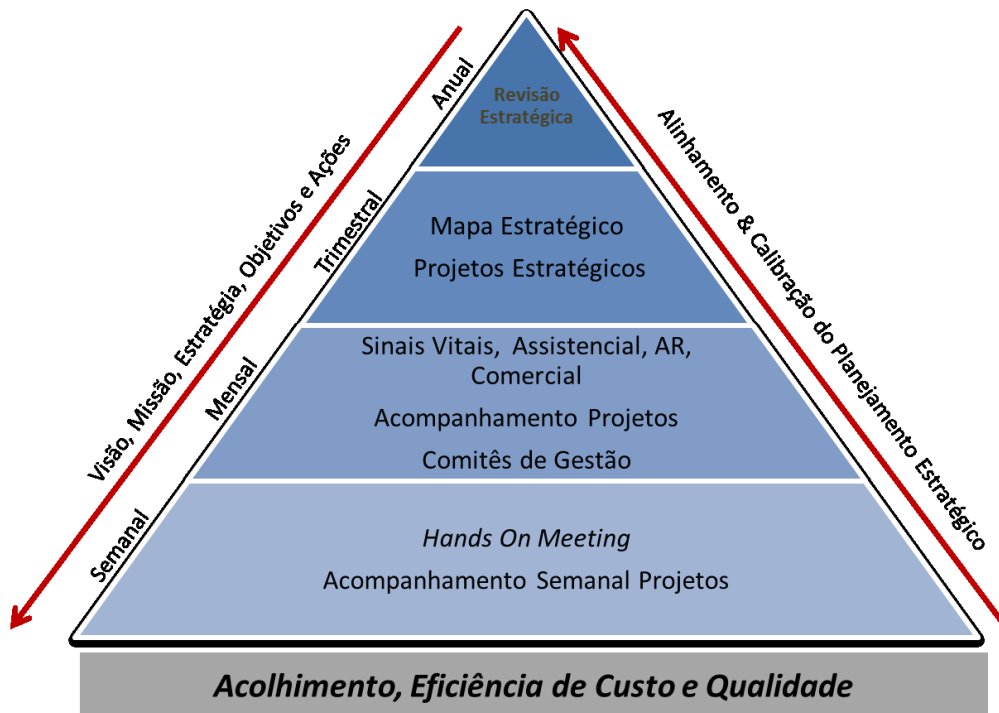 Anual
Revisão
Estratégica
Trimestral
Mapa Estratégico
Projetos Estratégicos
Mensal
Sinais Vitais, Assistencial, AR,
Comercial
Acompanhamento Projetos
Comitês de Gestão
Semanal
Hands On Meeting
Acompanhamento Semanal Projetos
Visão, Missão, Estratégia, Objetivos e Ações
Alinhamento & Calibração do Planejamento Estratégico
Acolhimento, Eficiência de Custo e Qualidade